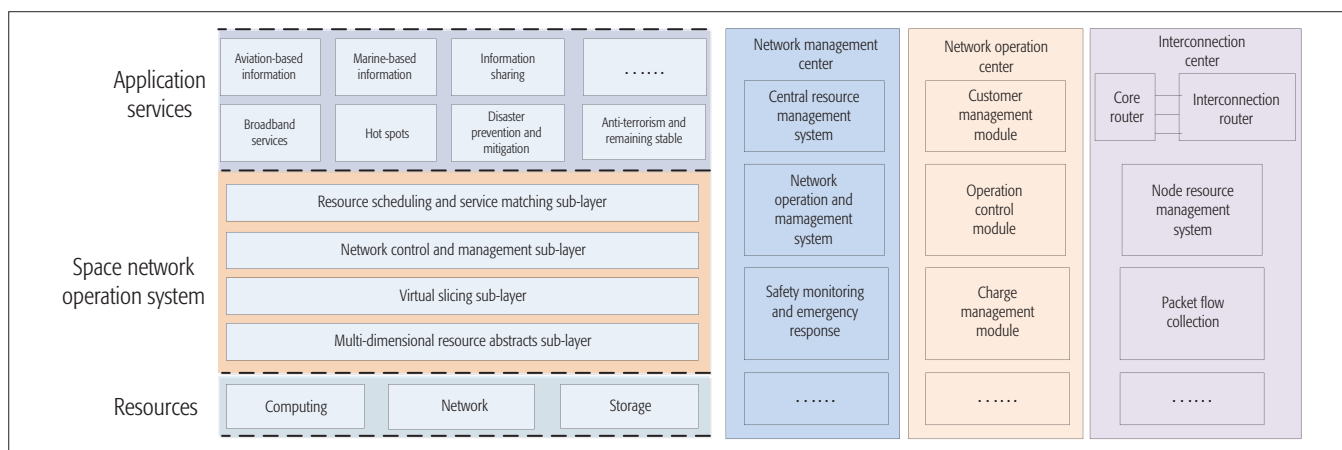 Application
services
Aviation-based
information
Marine-based
information
Information
sharing
......
Broadband
services
Hot spots
Disaster
prevention and
mitigation
Anti-terrorism and
remaining stable
Space network
operation system
Resource scheduling and service matching sub-layer
Network control and management sub-layer
Virtual slicing sub-layer
Multi-dimensional resource abstracts sub-layer
Resources
Computing
Network
Storage
Network management
center
Central resource
management
system
Network
operation and
mamagement
system
Safety monitoring
and emergency
response
......
Network operation
center
Customer
management
module
Operation
control
module
Charge
management
module
......
Interconnection
center
Core
router
Interconnection
router
Node resource
management
system
Packet flow
collection
......